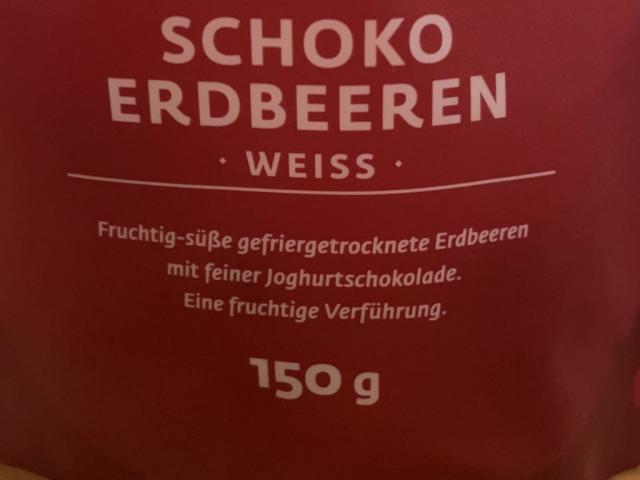 SCHOKO
ERDBEEREN
· WEISS ·
Fruchtig-süße gefriergetrocknete Erdbeeren
mit feiner Joghurtschokolade.
Eine fruchtige Verführung.
150 g